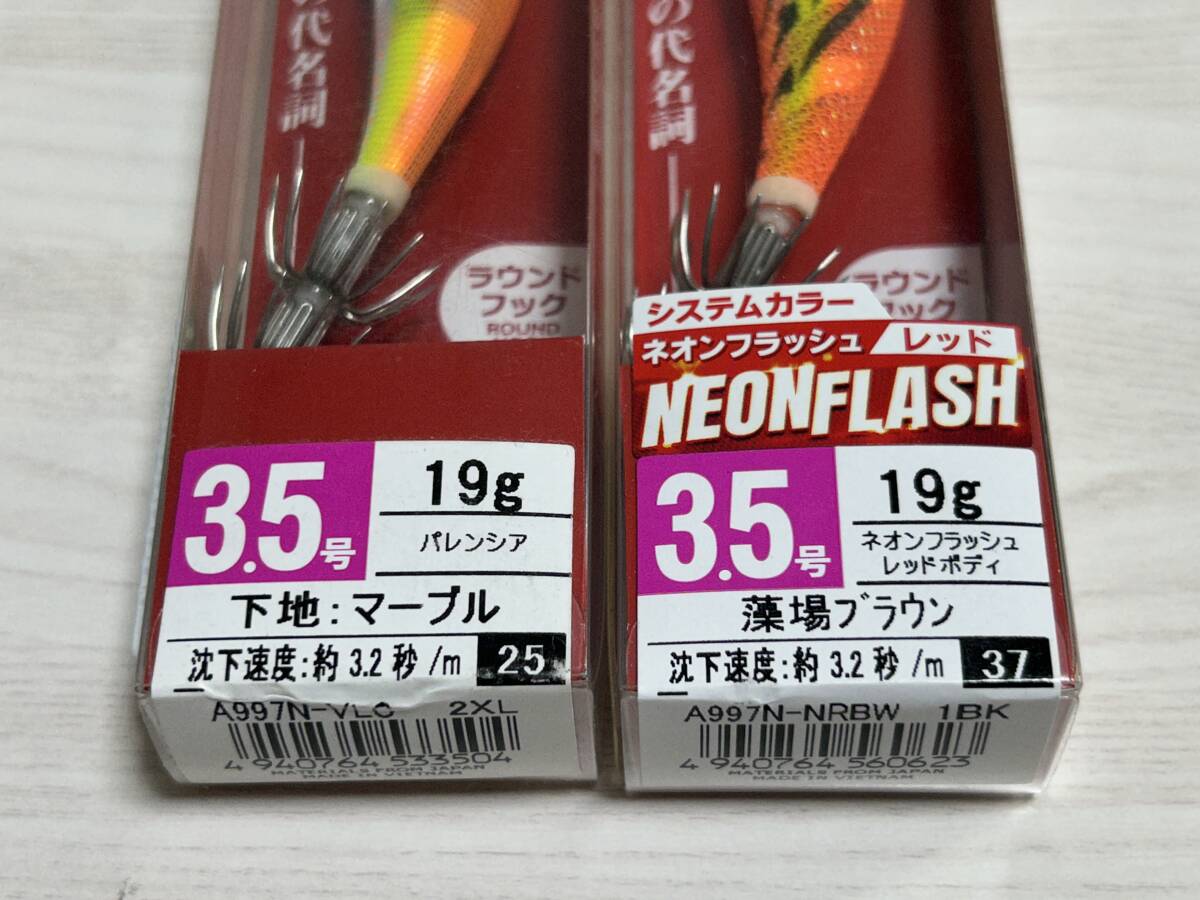 の代名詞
ラウンド
フック
ROUND
3.5号
19g
パレンシア
下地:マーブル
沈下速度:約3.2秒/m 25
A997N-VLC 2XL
4 940764 533504
MATERIALS FROM JAPAN
MADE IN VIETNAM
の代名詞
ラウンド
フック
システムカラー
ネオンフラッシュ レッド
NEONFLASH
3.5号
19g
ネオンフラッシュ
レッドボディ
藻場ブラウン
沈下速度:約3.2秒/m 37
A997N-NRBW 1BK
4 940764 560623
MATERIALS FROM JAPAN
MADE IN VIETNAM